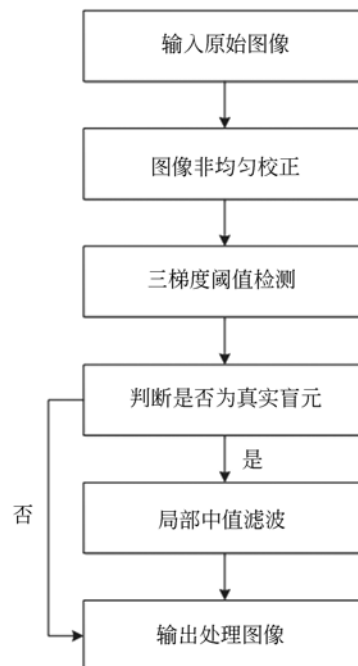 输入原始图像
图像非均匀校正
三梯度阈值检测
判断是否为真实盲元
是
否
局部中值滤波
输出处理图像